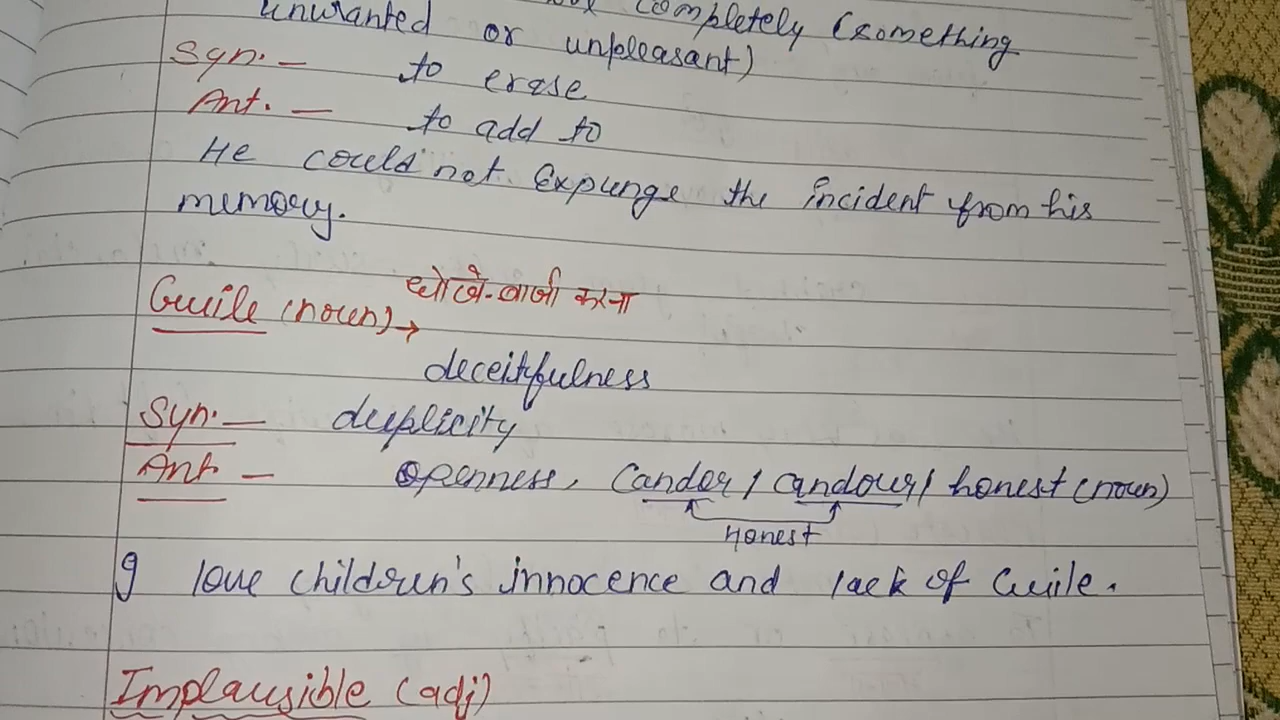 completely (something
unwanted or unpleasant)
Syn. - to erase
Ant. - to add to
He could not Expunge the incident from his
memory.
Guile (noun) → धोखे-बाजी करना
deceitfulness
Syn. - duplicity
Ant - openness, Candor / candour / honest (noun)
Honest
I love children's innocence and lack of Guile.
Implausible (adj)